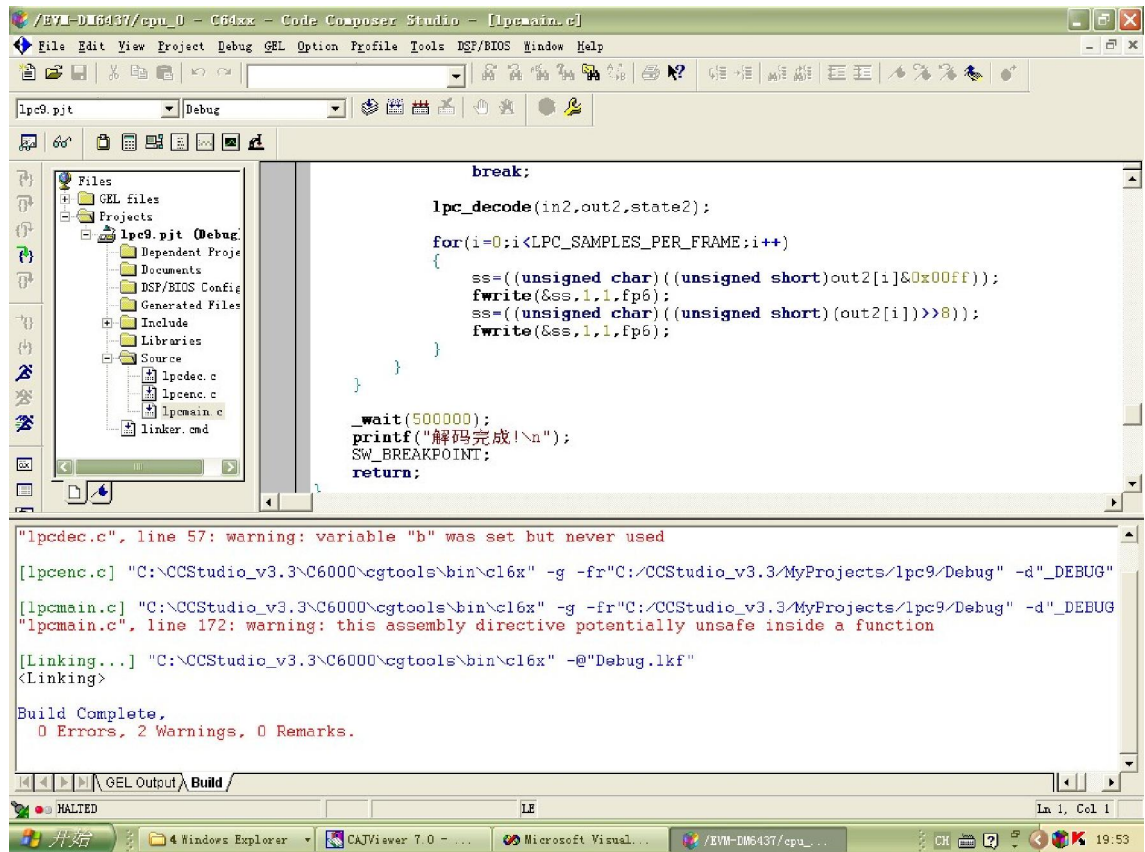 /EVM-DM6437/cpu_0 - C64xx - Code Composer Studio - [lpcmain.c]
File Edit View Project Debug GEL Option Profile Tools DSP/BIOS Window Help
lpc9.pjt Debug
Files
GEL files
Projects
lpc9.pjt (Debug
Dependent Proje
Documents
DSP/BIOS Config
Generated Files
Include
Libraries
Source
lpcdec.c
lpcenc.c
lpcmain.c
linker.cmd
break;
lpc_decode(in2,out2,state2);
for(i=0;i<LPC_SAMPLES_PER_FRAME;i++)
{
ss=((unsigned char)((unsigned short)out2[i]&0x00ff));
fwrite(&ss,1,1,fp6);
ss=((unsigned char)((unsigned short)(out2[i])>>8));
fwrite(&ss,1,1,fp6);
}
}
}
_wait(500000);
printf("解码完成!\n");
SW_BREAKPOINT;
return;
}
"lpcdec.c", line 57: warning: variable "b" was set but never used
[lpcenc.c] "C:\CCStudio_v3.3\C6000\cgtools\bin\cl6x" -g -fr"C:/CCStudio_v3.3/MyProjects/lpc9/Debug" -d"_DEBUG"
[lpcmain.c] "C:\CCStudio_v3.3\C6000\cgtools\bin\cl6x" -g -fr"C:/CCStudio_v3.3/MyProjects/lpc9/Debug" -d"_DEBUG
"lpcmain.c", line 172: warning: this assembly directive potentially unsafe inside a function
[Linking...] "C:\CCStudio_v3.3\C6000\cgtools\bin\cl6x" -@"Debug.lkf"
<Linking>
Build Complete,
0 Errors, 2 Warnings, 0 Remarks.
GEL Output Build
HALTED LE Ln 1, Col 1
开始 4 Windows Explorer CAJViewer 7.0 - ... Microsoft Visual... /EVM-DM6437/cpu_... CH 19:53